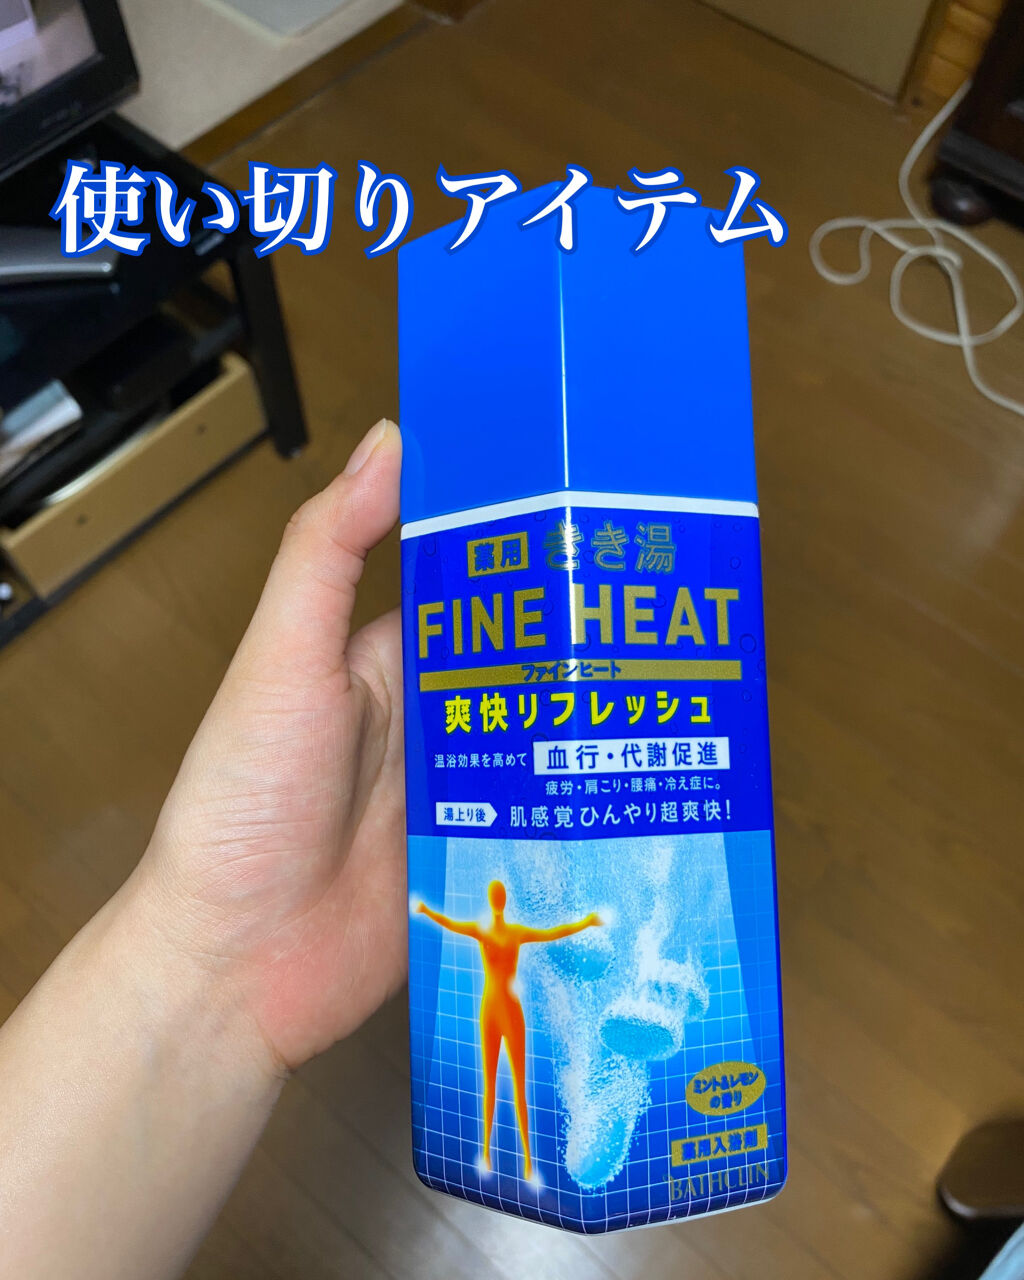 使い切りアイテム
薬用 きき湯
FINE HEAT
ファインヒート
爽快リフレッシュ
温浴効果を高めて 血行・代謝促進
疲労・肩こり・腰痛・冷え症に。
湯上り後 肌感覚 ひんやり超爽快!
ミント&レモン
の香り
薬用入浴剤
BATHCLIN